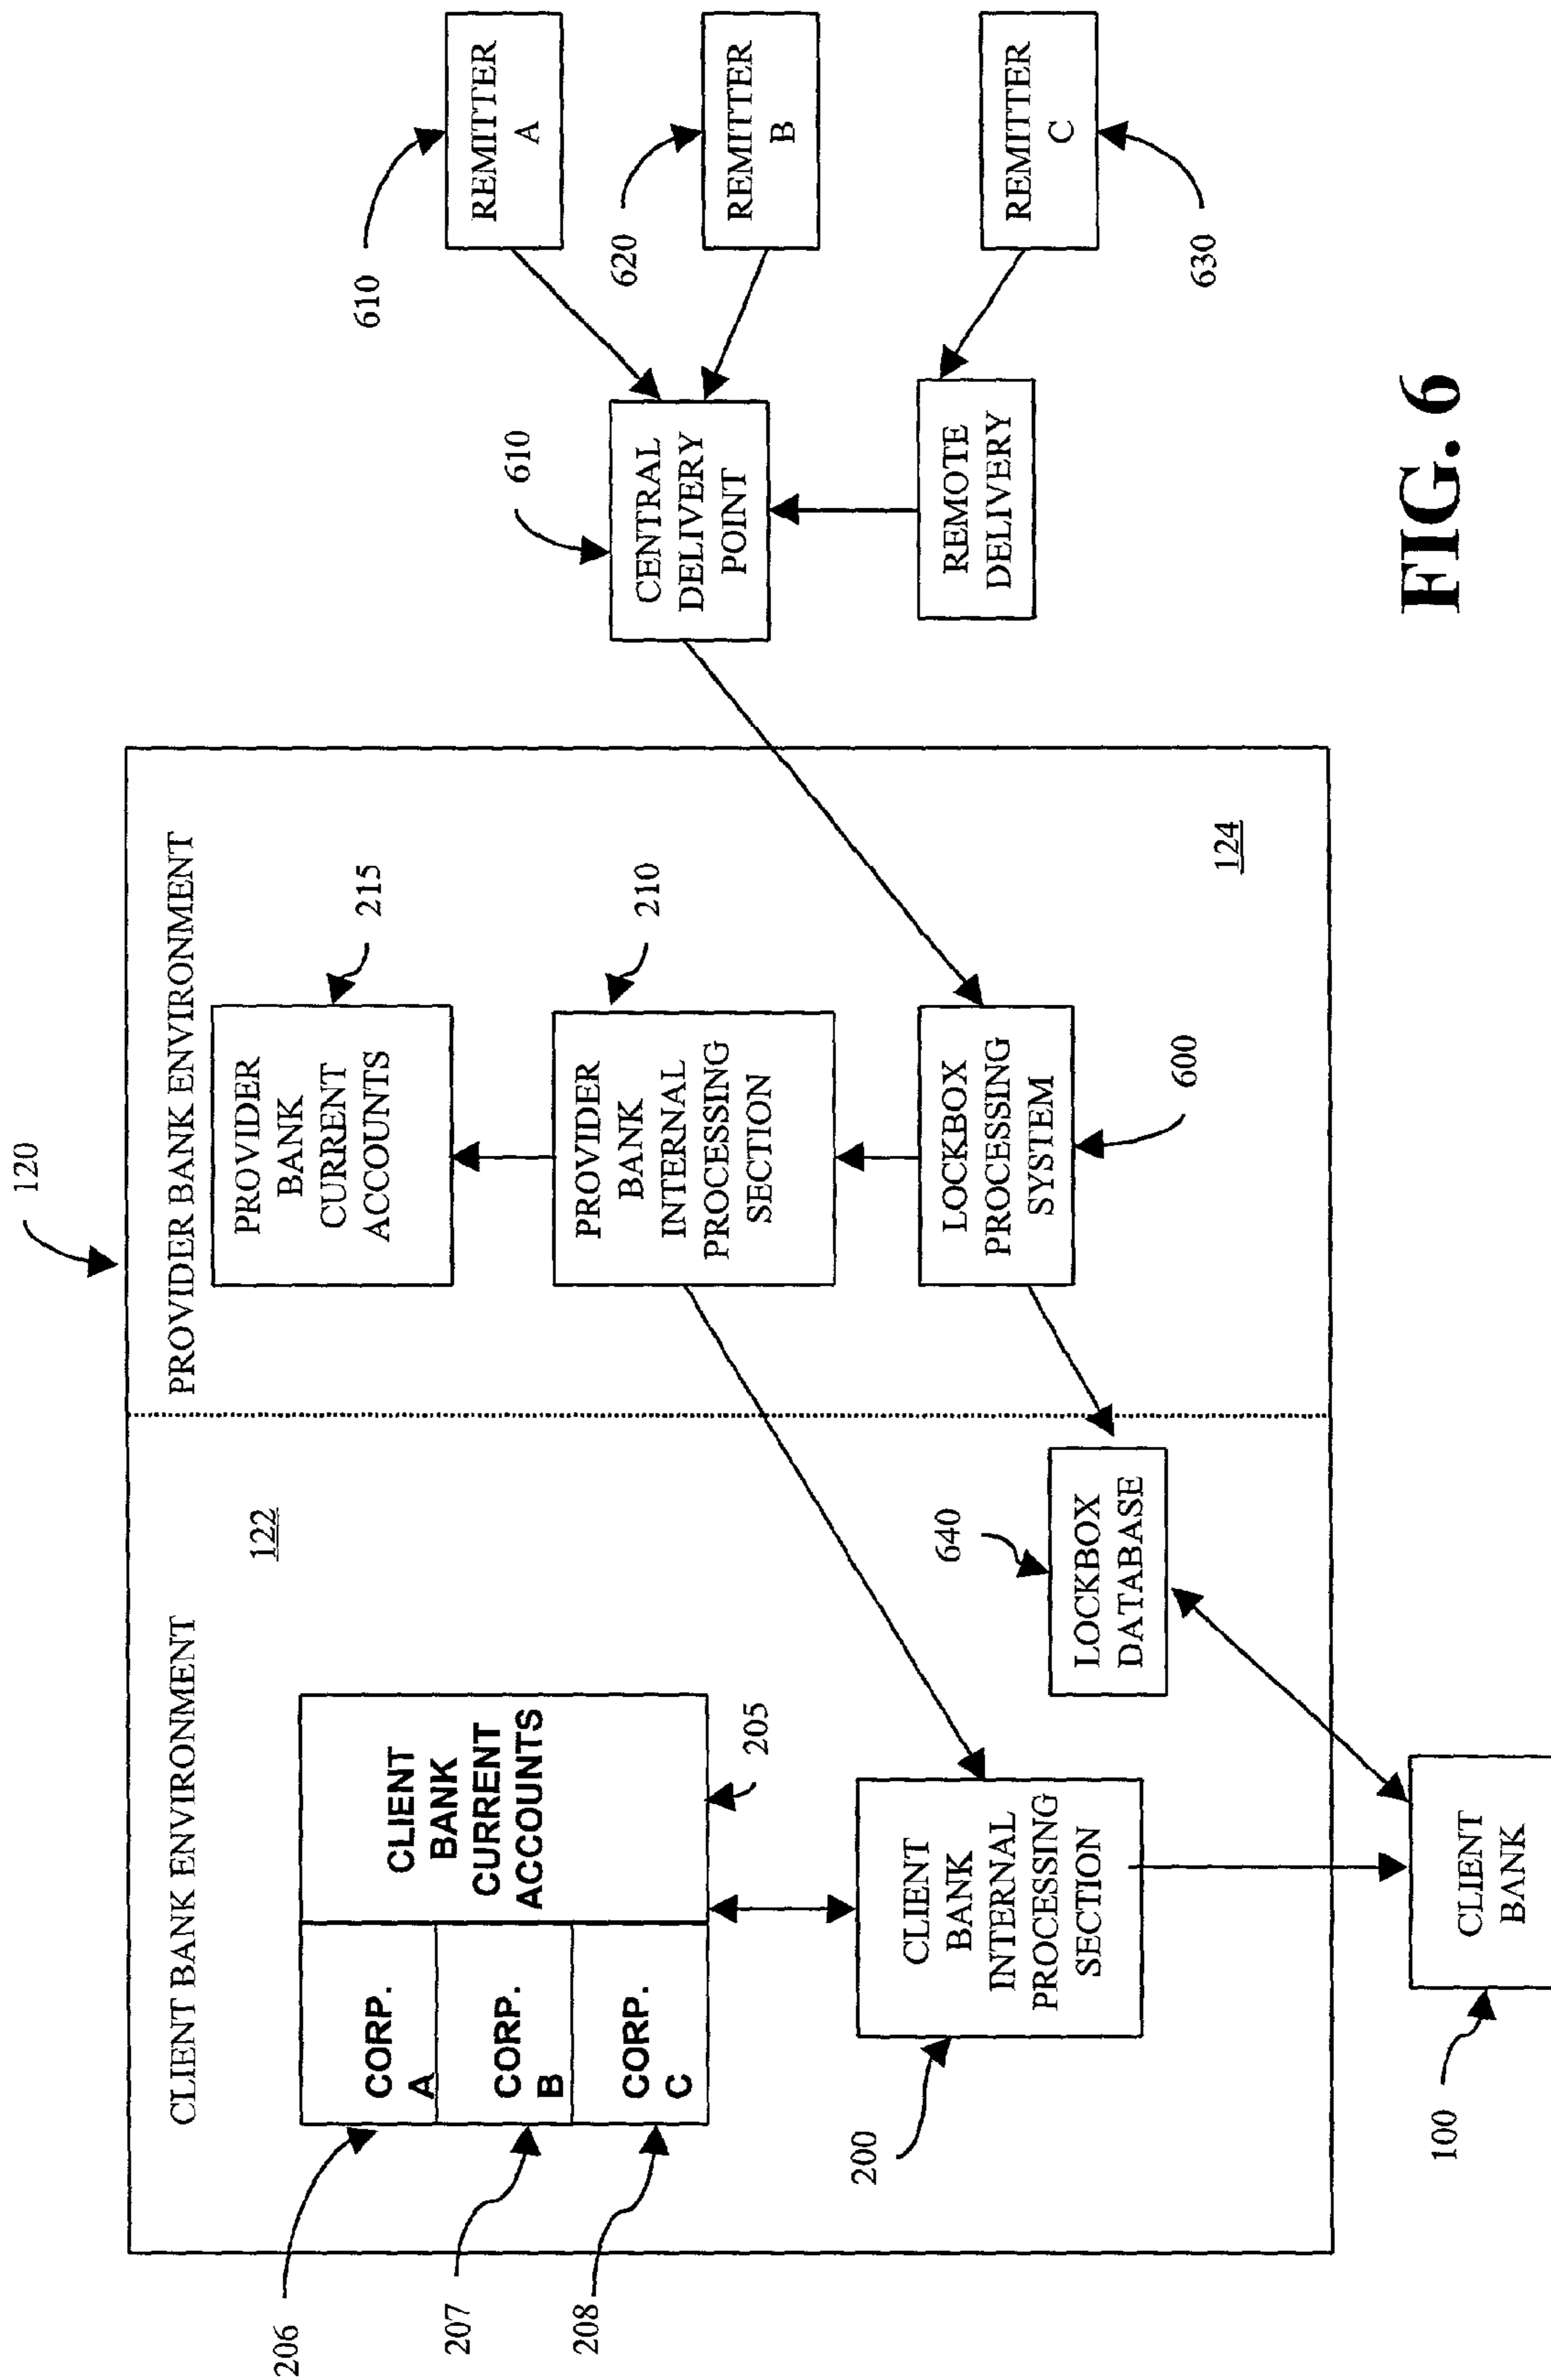 120
CLIENT BANK ENVIRONMENT
PROVIDER BANK ENVIRONMENT
122
206
207
208
CORP.
A
CORP.
B
CORP.
C
CLIENT
BANK
CURRENT
ACCOUNTS
205
200
CLIENT
BANK
INTERNAL
PROCESSING
SECTION
640
LOCKBOX
DATABASE
100
CLIENT
BANK
PROVIDER
BANK
CURRENT
ACCOUNTS
215
PROVIDER
BANK
INTERNAL
PROCESSING
SECTION
210
LOCKBOX
PROCESSING
SYSTEM
600
124
610
CENTRAL
DELIVERY
POINT
REMOTE
DELIVERY
610
REMITTER
A
620
REMITTER
B
REMITTER
C
630
FIG. 6